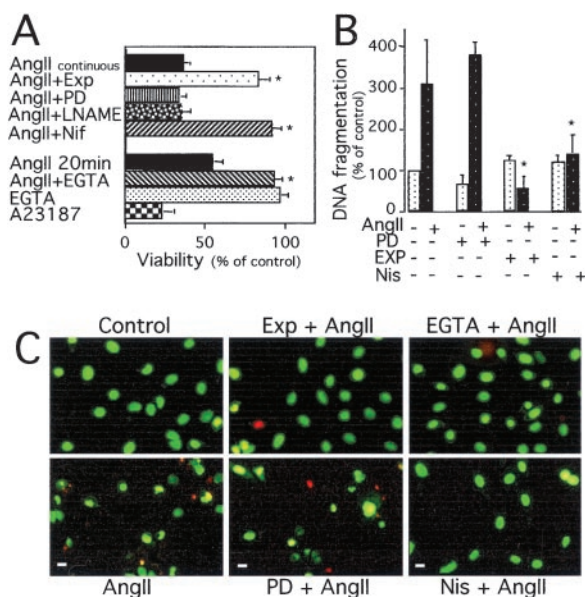 A
AngII continuous
AngII+Exp
AngII+PD
AngII+LNAME
AngII+Nif
AngII 20min
AngII+EGTA
EGTA
A23187
*
*
*
0 50 100
Viability (% of control)
B
DNA fragmentation
(% of control)
400
200
100
0
*
*
AngII - + - + - + - +
PD - - + + - - - -
EXP - - - - + + - -
Nis - - - - - - + +
C
Control Exp + AngII EGTA + AngII
AngII PD + AngII Nis + AngII